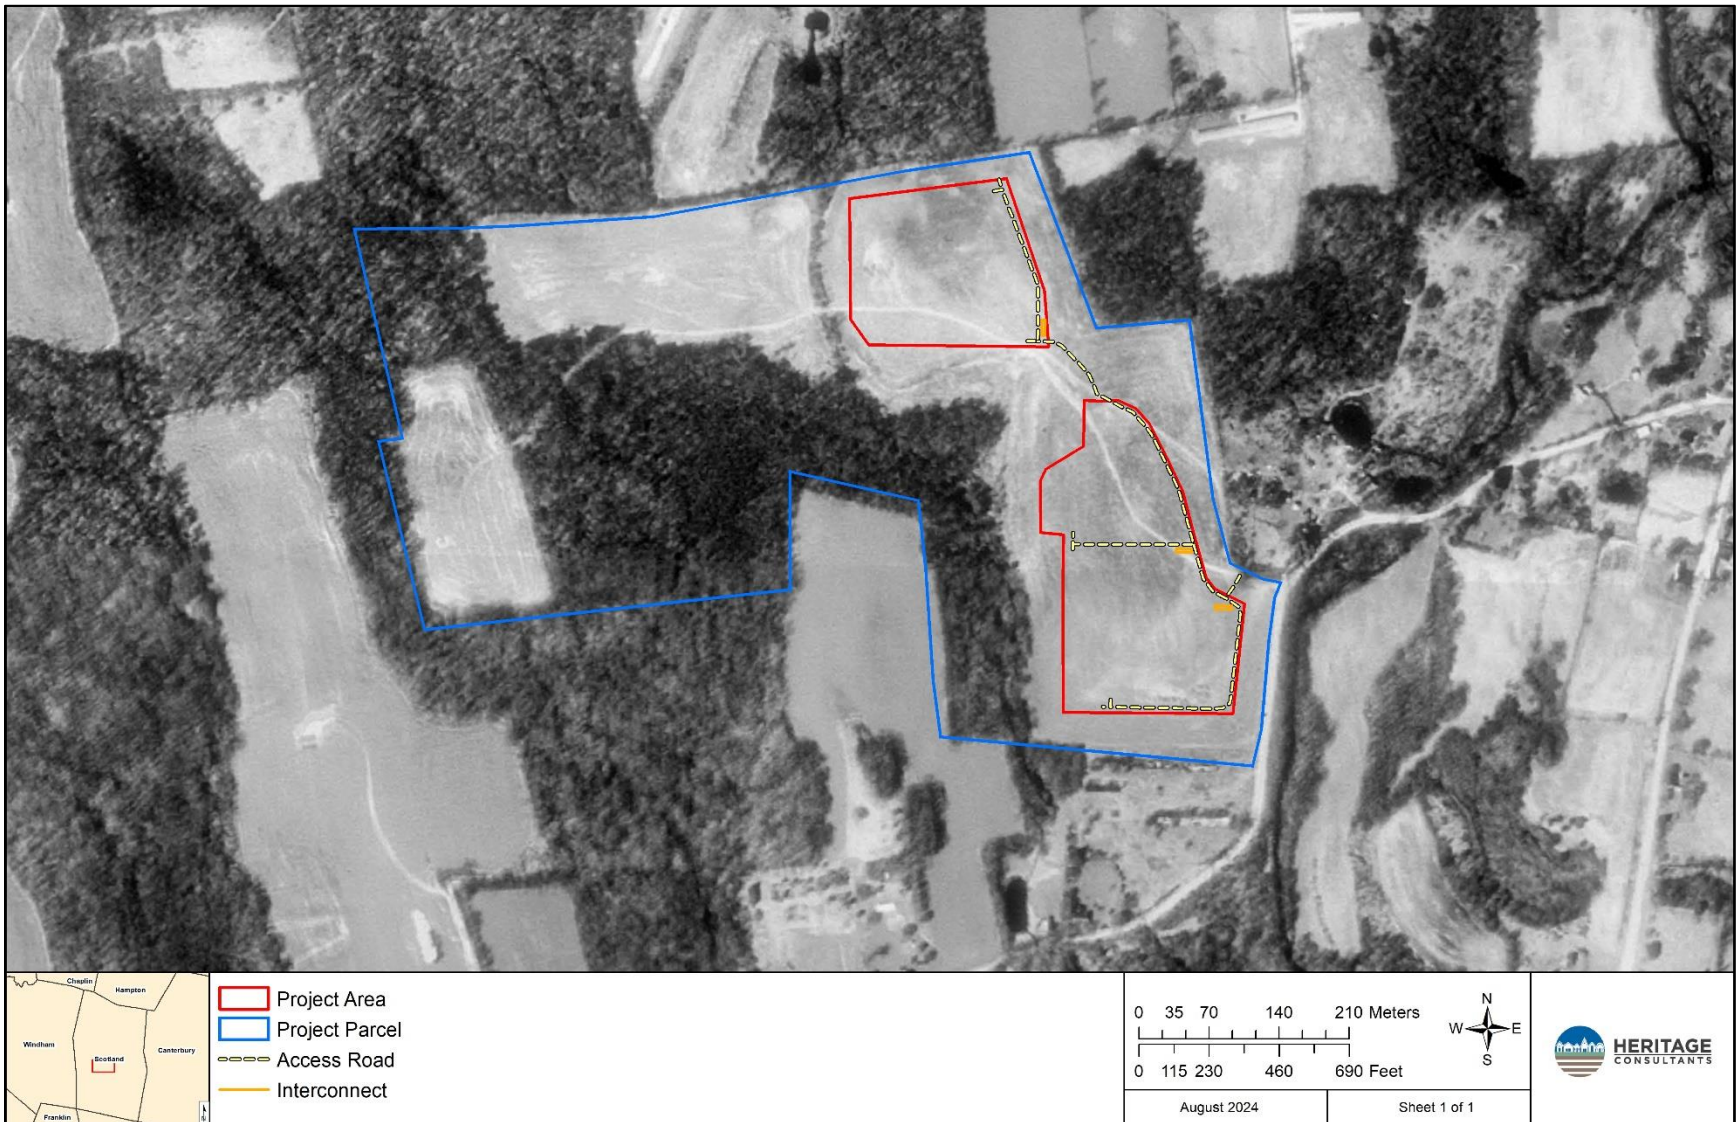 Chaplin
Hampton
Windham
Scotland
Canterbury
Franklin
N
Project Area
Project Parcel
Access Road
Interconnect
0 35 70 140 210 Meters
0 115 230 460 690 Feet
N
W E
S
August 2024
Sheet 1 of 1
HERITAGE
CONSULTANTS